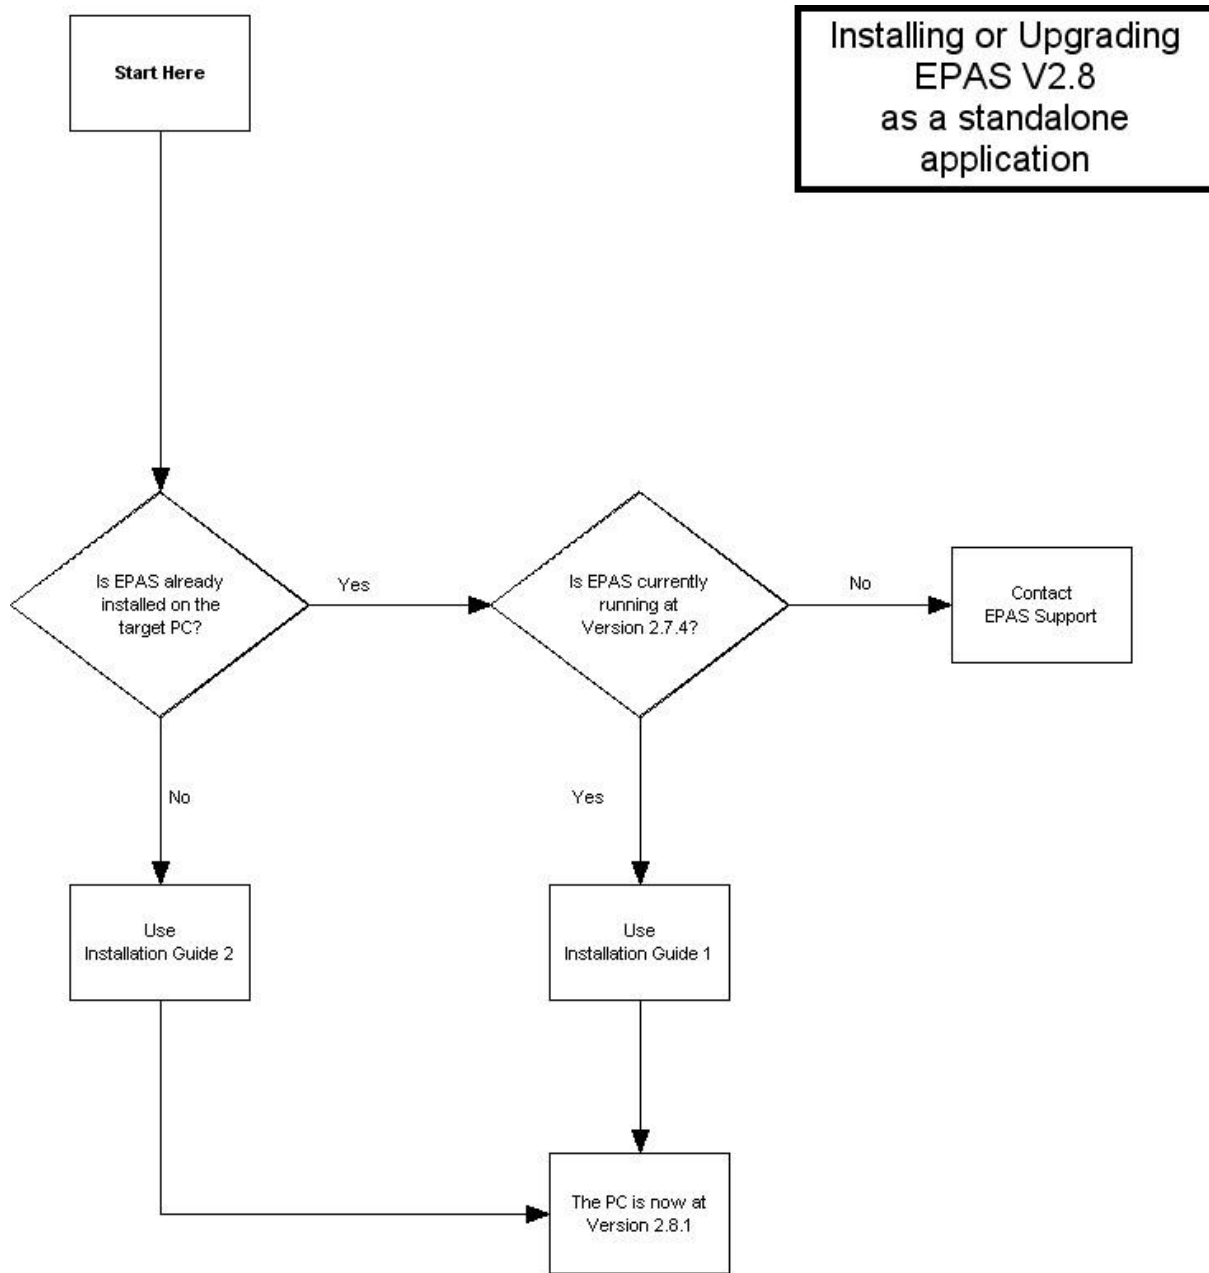 Start Here
Installing or Upgrading
EPAS V2.8
as a standalone
application
Is EPAS already
installed on the
target PC?
Yes
Is EPAS currently
running at
Version 2.7.4?
No
Contact
EPAS Support
No
Yes
Use
Installation Guide 2
Use
Installation Guide 1
The PC is now at
Version 2.8.1